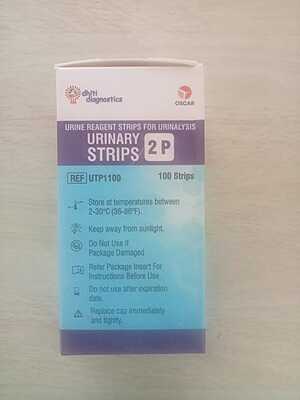 dhiti
diagnostics
OSCAR
URINE REAGENT STRIPS FOR URINALYSIS
URINARY
STRIPS 2 P
REF UTP1100 100 Strips
Store at temperatures between
2-30°C (36-86°F).
Keep away from sunlight.
Do Not Use If
Package Damaged
Refer Package Insert For
Instructions Before Use
Do not use after expiration
date.
Replace cap immediately
and tightly.